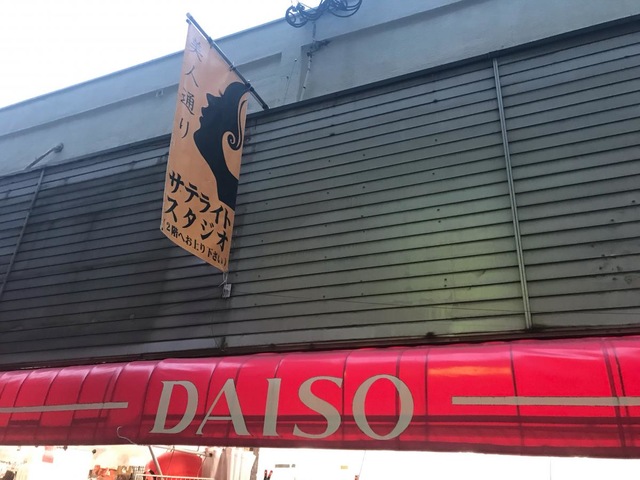 美人通り
サテライト
スタジオ
(2階へお上り下さい)
DAISO